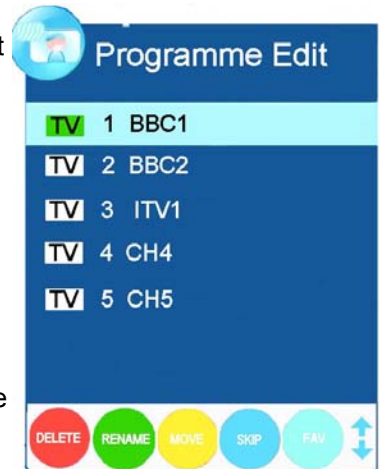 t
Programme Edit
TV 1 BBC1
TV 2 BBC2
TV 3 ITV1
TV 4 CH4
TV 5 CH5
e
DELETE RENAME MOVE SKIP FAV